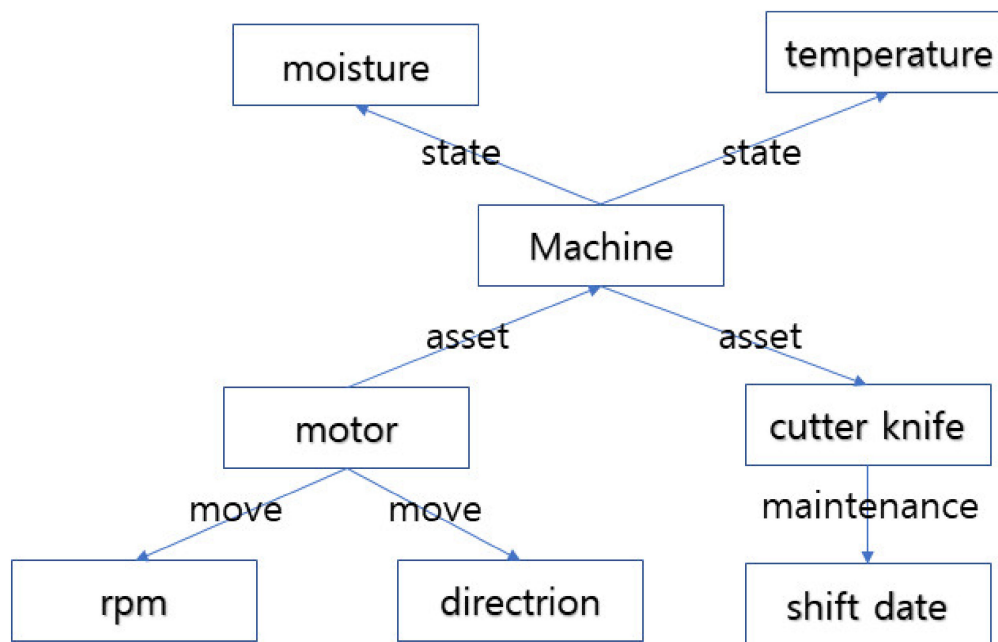 moisture
temperature
state
state
Machine
asset
asset
motor
cutter knife
move
move
maintenance
rpm
directrion
shift date